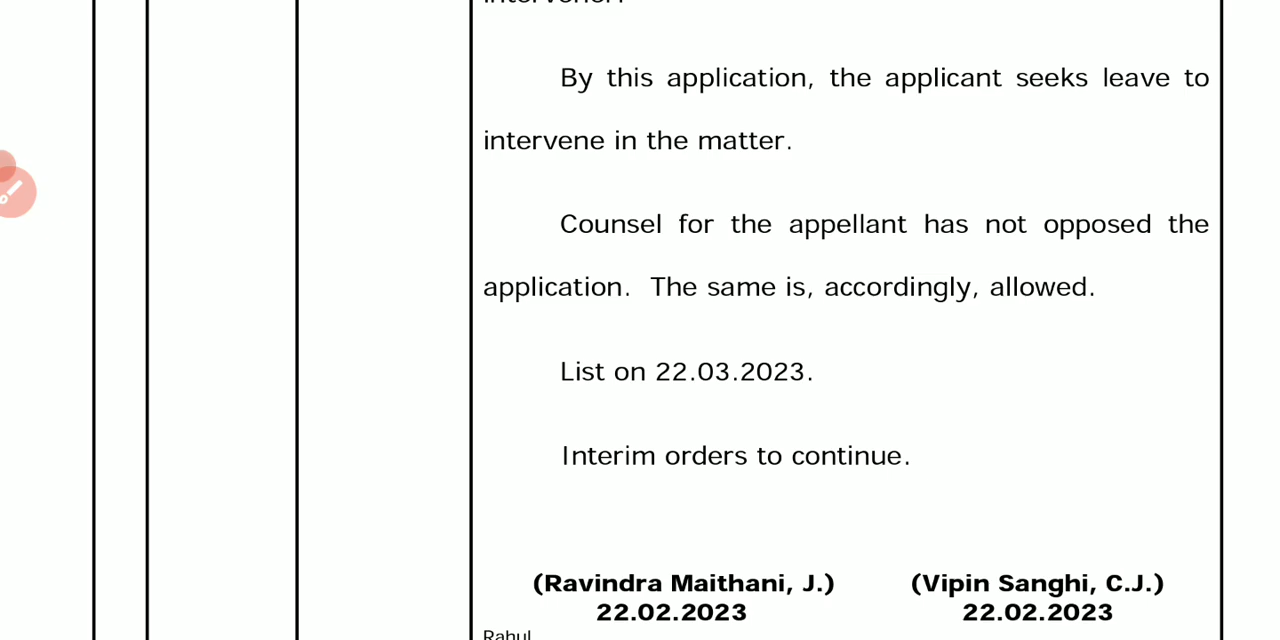 intervener.
By this application, the applicant seeks leave to
intervene in the matter.
Counsel for the appellant has not opposed the
application. The same is, accordingly, allowed.
List on 22.03.2023.
Interim orders to continue.
(Ravindra Maithani, J.) (Vipin Sanghi, C.J.)
22.02.2023 22.02.2023
Rahul